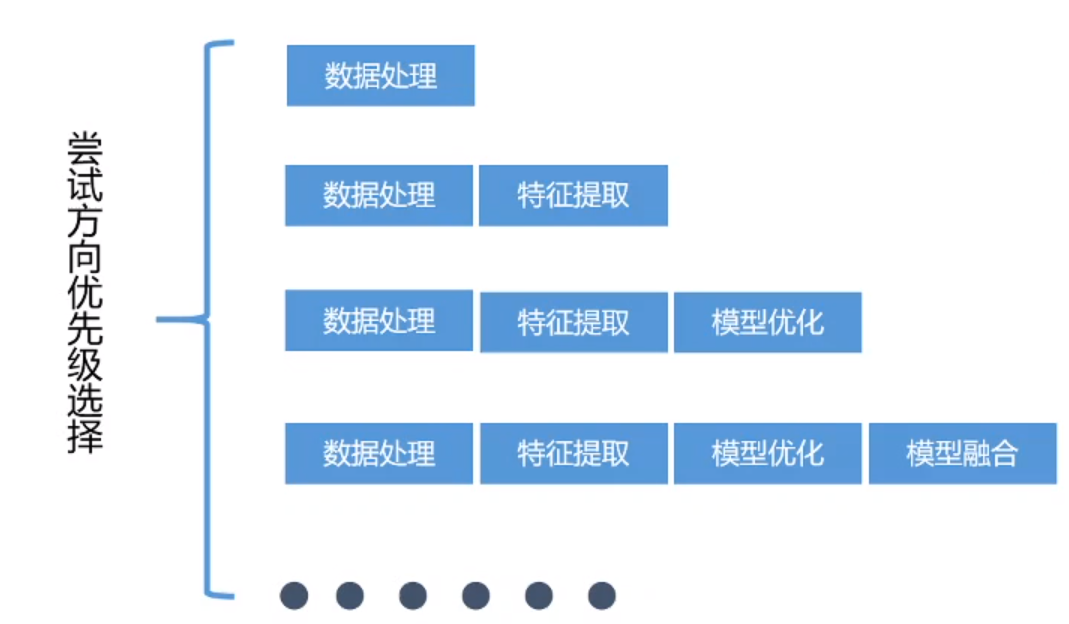 尝试方向优先级选择
数据处理
数据处理 特征提取
数据处理 特征提取 模型优化
数据处理 特征提取 模型优化 模型融合